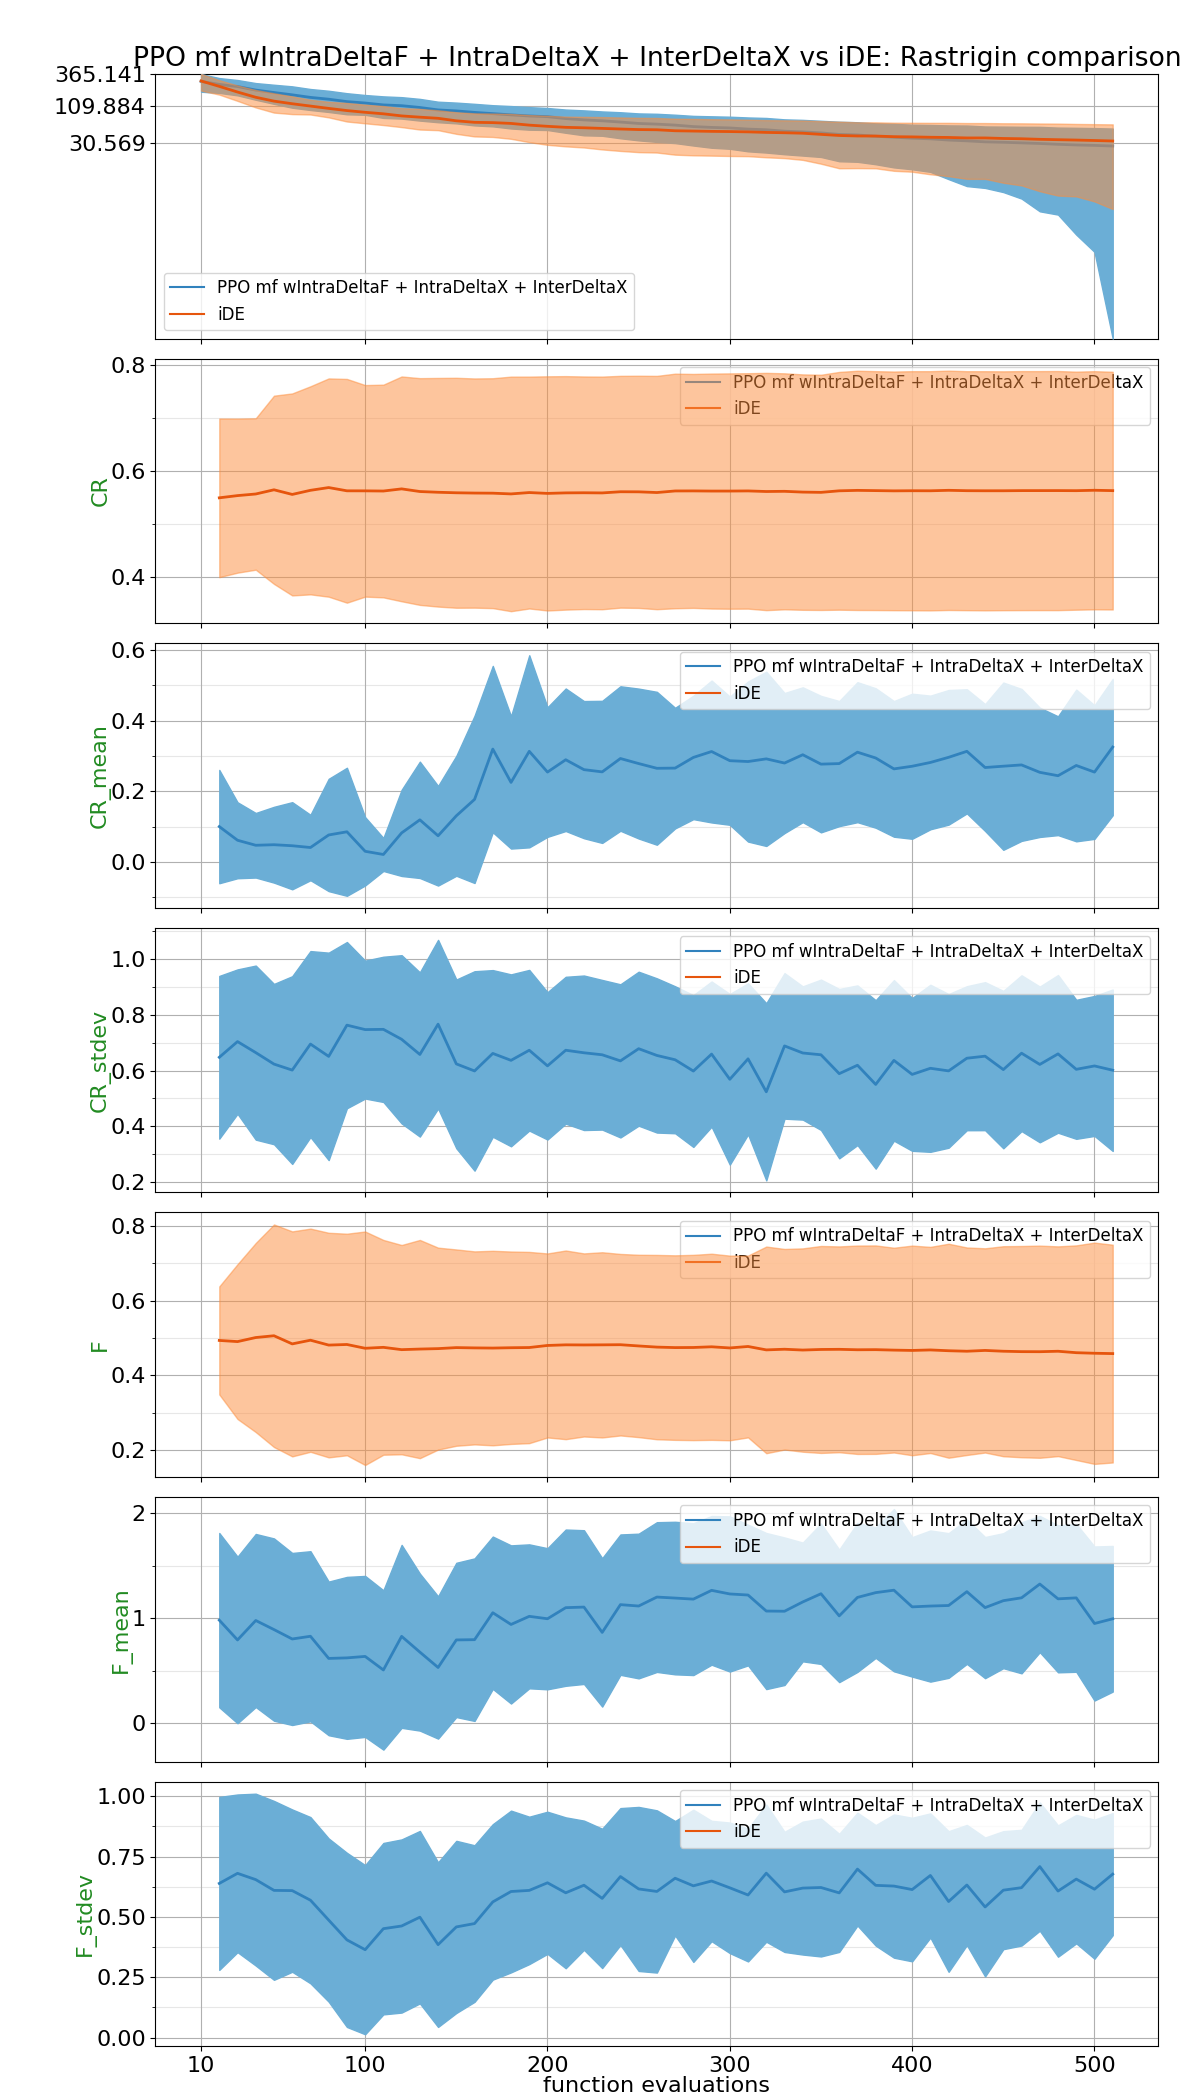 PPO mf wIntraDeltaF + IntraDeltaX + InterDeltaX vs iDE: Rastrigin comparison
365.141
109.884
30.569
PPO mf wIntraDeltaF + IntraDeltaX + InterDeltaX
iDE
0.8
0.6
0.4
CR
PPO mf wIntraDeltaF + IntraDeltaX + InterDeltaX
iDE
0.6
0.4
0.2
0.0
CR_mean
PPO mf wIntraDeltaF + IntraDeltaX + InterDeltaX
iDE
1.0
0.8
0.6
0.4
0.2
CR_stdev
PPO mf wIntraDeltaF + IntraDeltaX + InterDeltaX
iDE
0.8
0.6
0.4
0.2
F
PPO mf wIntraDeltaF + IntraDeltaX + InterDeltaX
iDE
2
1
0
F_mean
PPO mf wIntraDeltaF + IntraDeltaX + InterDeltaX
iDE
1.00
0.75
0.50
0.25
0.00
F_stdev
PPO mf wIntraDeltaF + IntraDeltaX + InterDeltaX
iDE
10 100 200 300 400 500
function evaluations